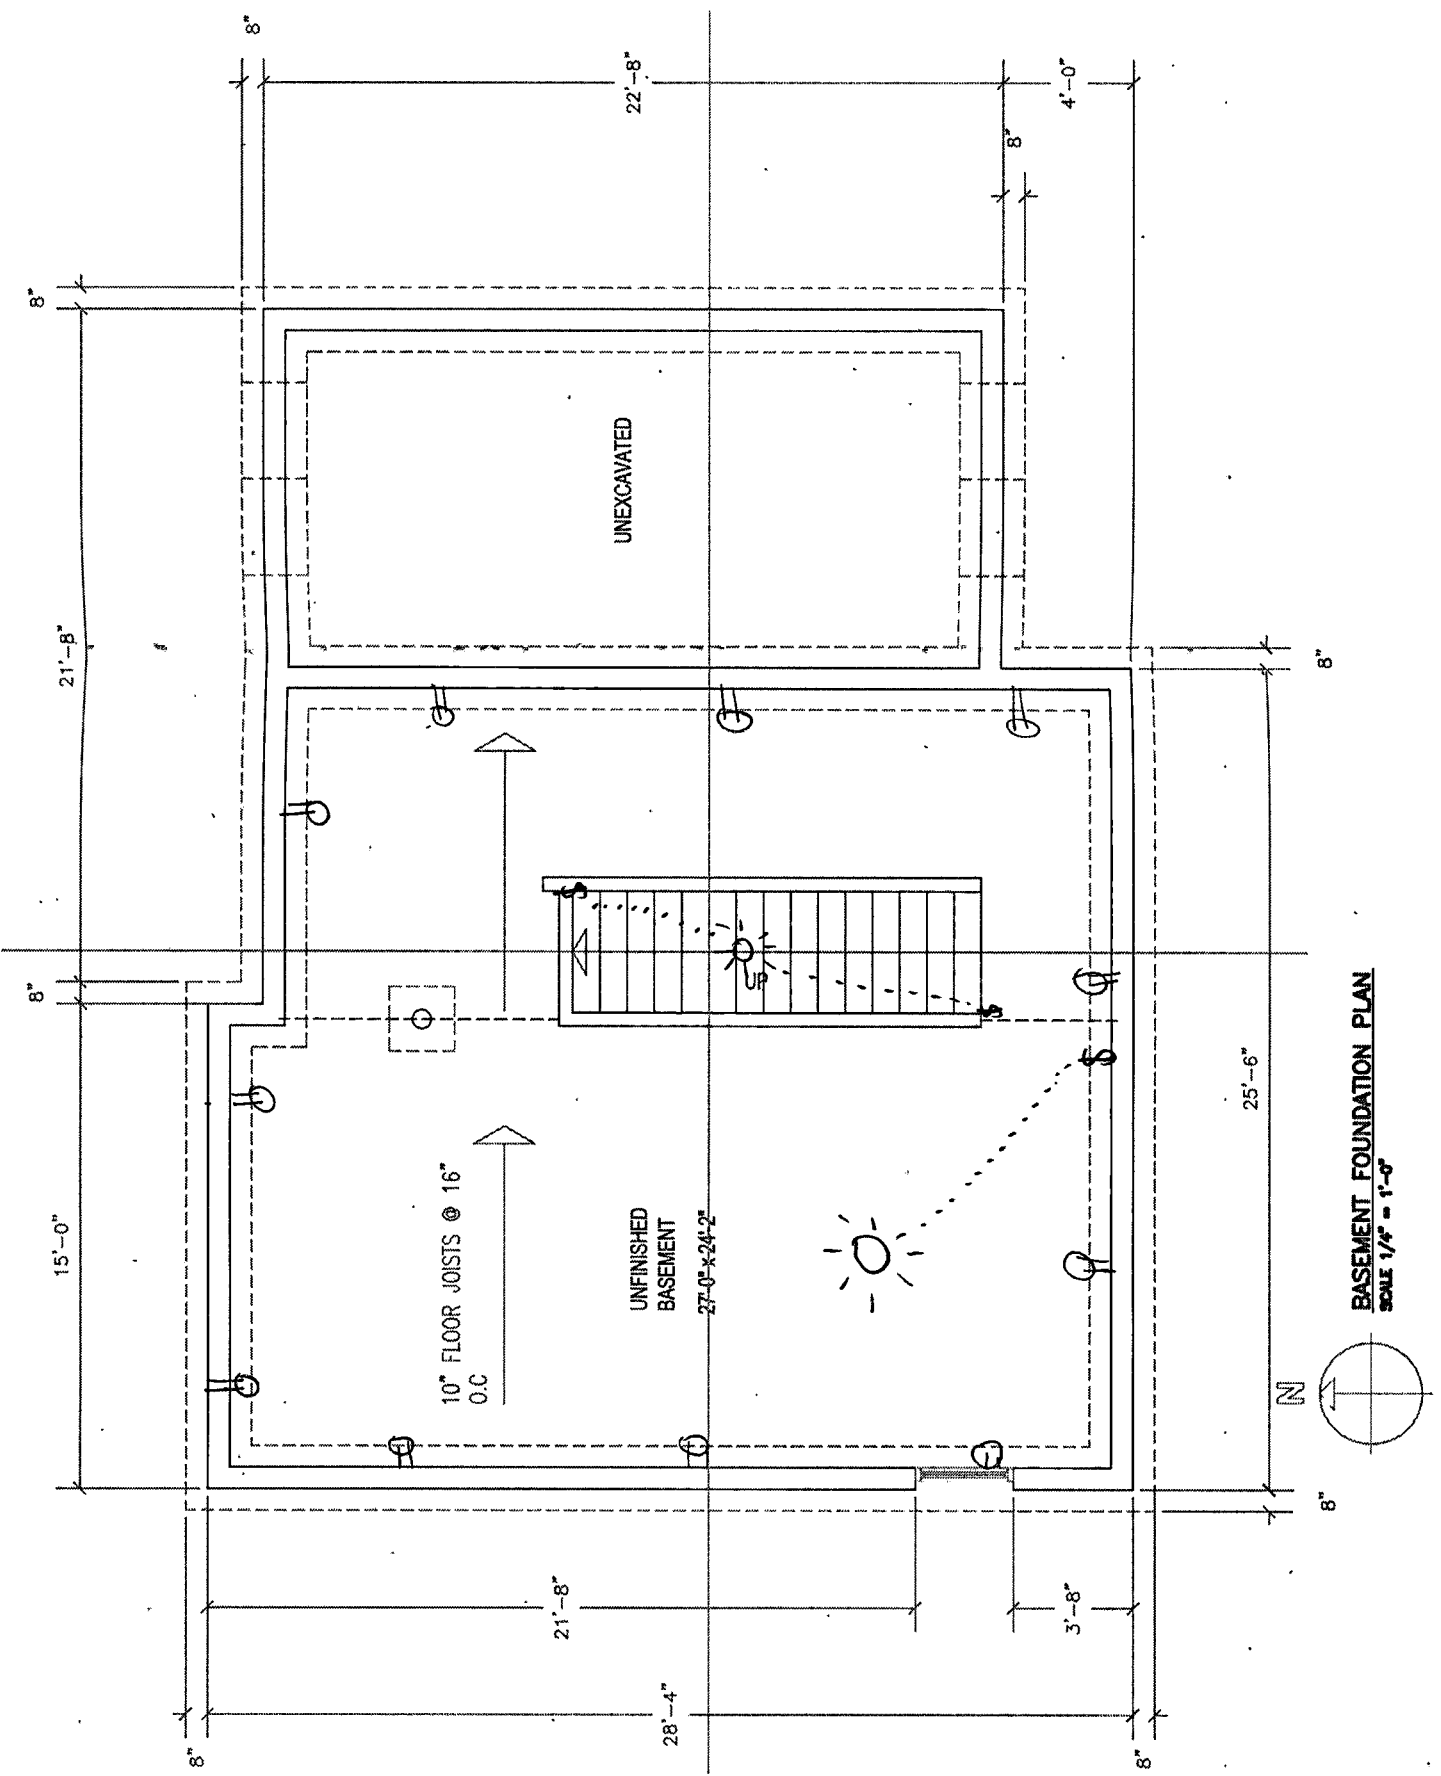 8"
22'-8"
4'-0"
8"
8"
21'-8"
8"
15'-0"
UNEXCAVATED
8"
UP
10" FLOOR JOISTS @ 16"
O.C
UNFINISHED
BASEMENT
27'-0" x 24'-2"
25'-6"
8"
21'-8"
3'-8"
28'-4"
8"
8"
N
BASEMENT FOUNDATION PLAN
SCALE 1/4" = 1'-0"